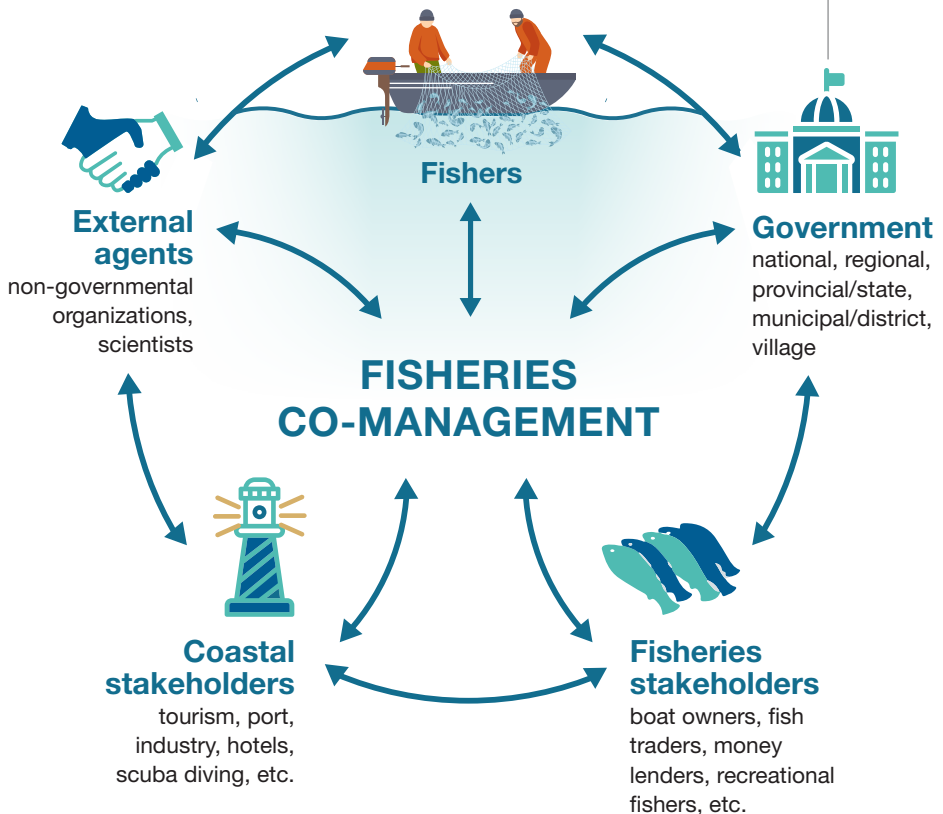 Fishers
External
agents
non-governmental
organizations,
scientists
Government
national, regional,
provincial/state,
municipal/district,
village
FISHERIES
CO-MANAGEMENT
Coastal
stakeholders
tourism, port,
industry, hotels,
scuba diving, etc.
Fisheries
stakeholders
boat owners, fish
traders, money
lenders, recreational
fishers, etc.